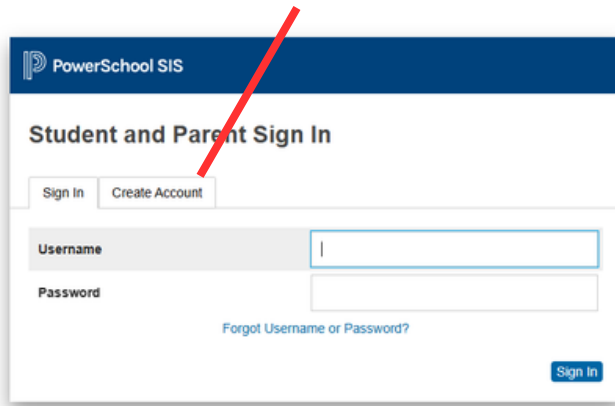 PowerSchool SIS
Student and Parent Sign In
Sign In
Create Account
Username
Password
Forgot Username or Password?
Sign In